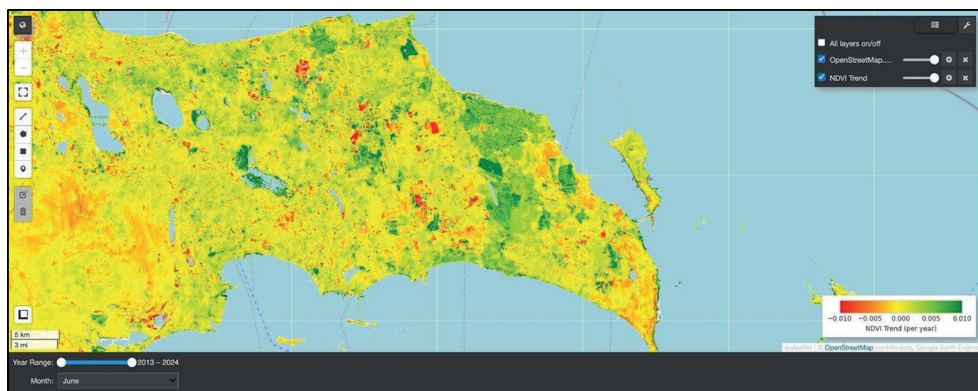 All layers on/off
OpenStreetMap....
NDVI Trend
+
−
5 km
3 mi
-0.010 -0.005 0.000 0.005 0.010
NDVI Trend (per year)
ipyleaflet | © OpenStreetMap contributors, Google Earth Engine
Year Range: 2013 – 2024
Month: June